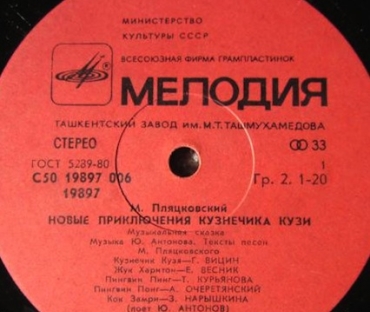 МИНИСТЕРСТВО
КУЛЬТУРЫ СССР
ВСЕСОЮЗНАЯ ФИРМА ГРАМПЛАСТИНОК
МЕЛОДИЯ
ТАШКЕНТСКИЙ ЗАВОД ИМ. М.Т. ТАШМУХАМЕДОВА
СТЕРЕО 33
ГОСТ 5289-80 1
С50 19897 006 Гр. 2. 1-20
19897
М. Пляцковский
НОВЫЕ ПРИКЛЮЧЕНИЯ КУЗНЕЧИКА КУЗИ
Музыкальная сказка
Музыка Ю. Антонова. Тексты песен
М. Пляцковского
Кузнечик Кузя—Г. ВИЦИН
Жук Харитон—Е. ВЕСНИК
Пингвин Пинг—Т. КУРЬЯНОВА
Пингвин Понг—А. ОЧЕРЕТЯНСКИЙ
Кок Замри—З. НАРЫШКИНА
(поет Ю. АНТОНОВ)